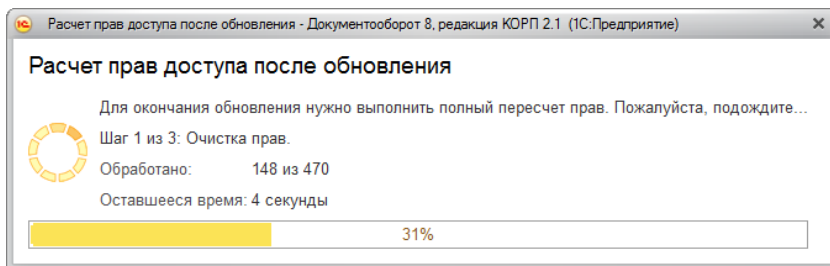 1С Расчет прав доступа после обновления - Документооборот 8, редакция КОРП 2.1 (1С:Предприятие)
Расчет прав доступа после обновления
Для окончания обновления нужно выполнить полный пересчет прав. Пожалуйста, подождите...
Шаг 1 из 3: Очистка прав.
Обработано: 148 из 470
Оставшееся время: 4 секунды
31%